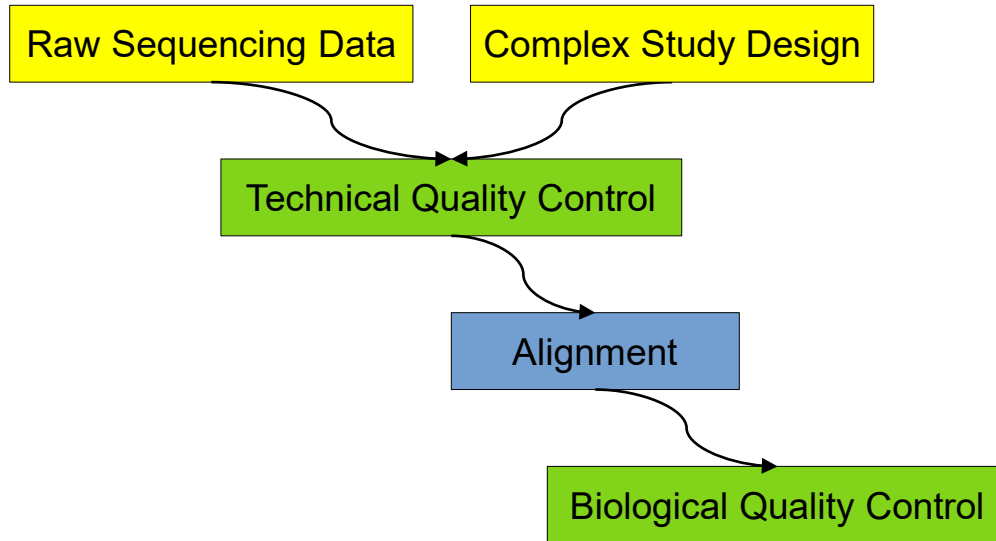 Raw Sequencing Data
Complex Study Design
Technical Quality Control
Alignment
Biological Quality Control